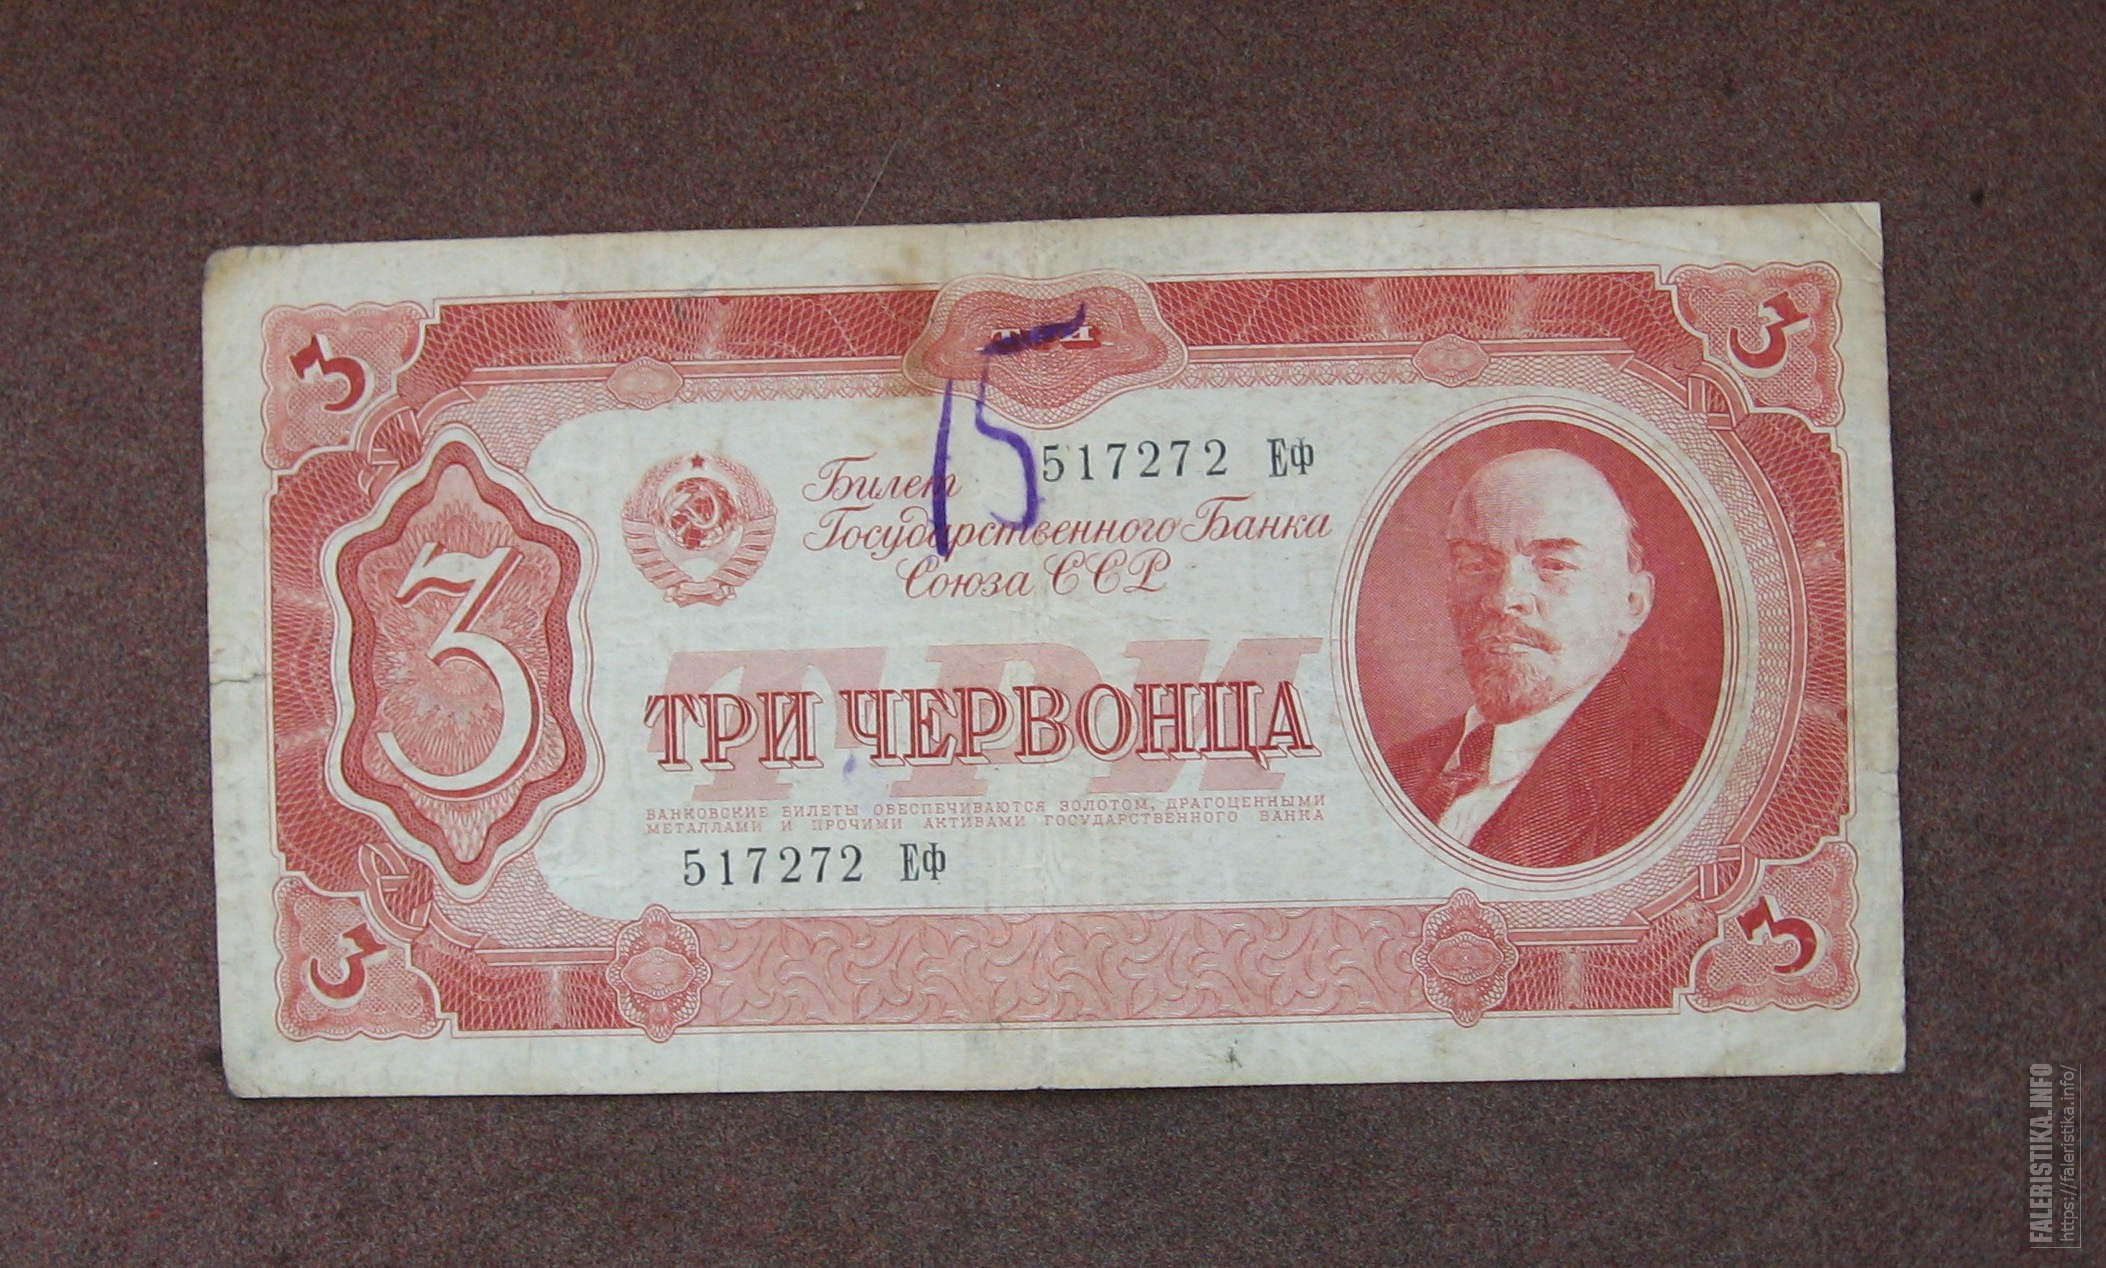 3
ТРИ
3
15
517272 ЕФ
Билет
Государственного Банка
Союза ССР
3
ТРИ
ТРИ ЧЕРВОНЦА
БАНКОВСКИЕ БИЛЕТЫ ОБЕСПЕЧИВАЮТСЯ ЗОЛОТОМ, ДРАГОЦЕННЫМИ
МЕТАЛЛАМИ И ПРОЧИМИ АКТИВАМИ ГОСУДАРСТВЕННОГО БАНКА
517272 ЕФ
3
3
FALERISTIKA.INFO
https://faleristika.info/